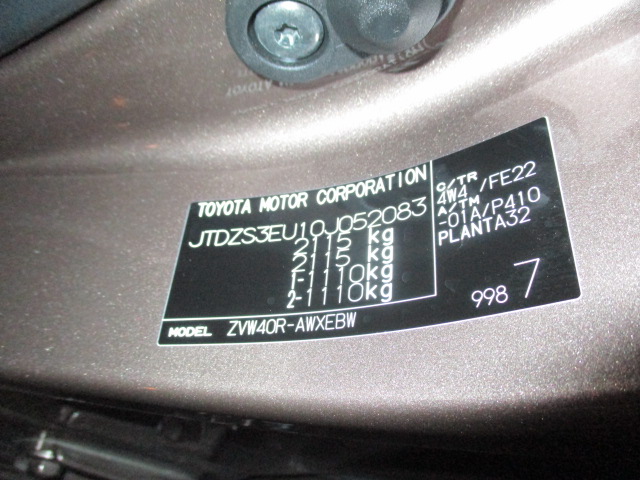 TOYOTA MOTOR CORPORATION
JTDZS3EU10J052083
2115 kg
2115 kg
1-1110kg
2-1110kg
MODEL ZVW40R-AWXEBW
C/TR
4W4 /FE22
A/TM
-01A/P410
PLANTA32
998 7